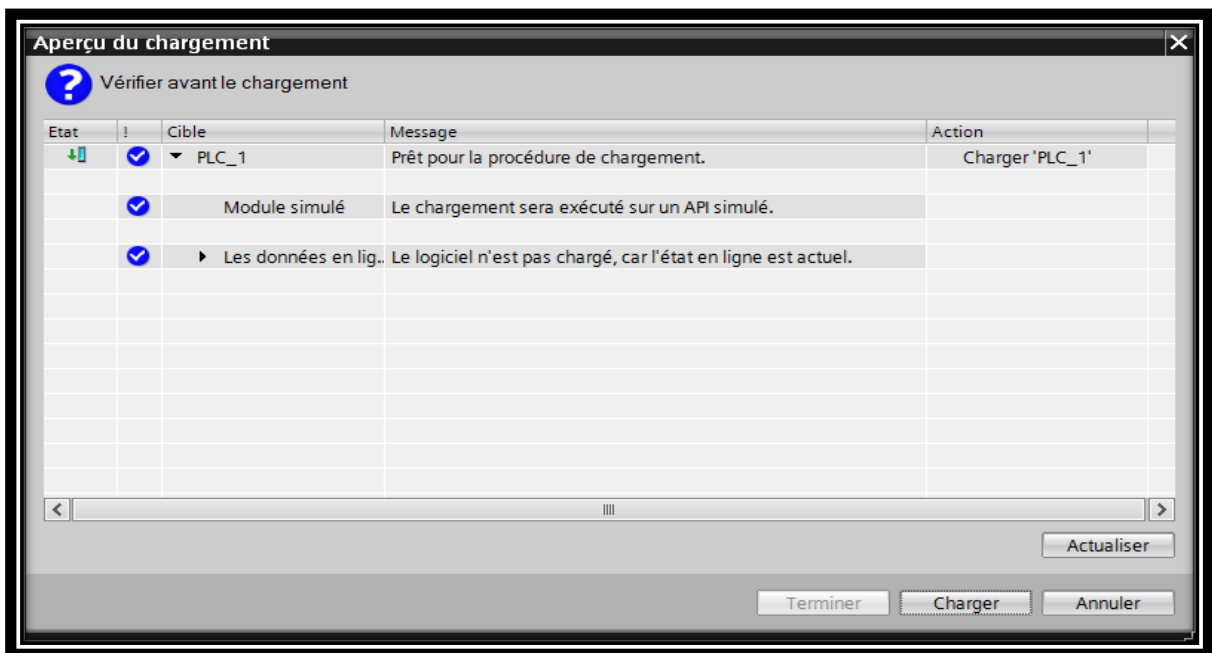 Aperçu du chargement
Vérifier avant le chargement
Etat ! Cible Message Action
PLC_1 Prêt pour la procédure de chargement. Charger 'PLC_1'
Module simulé Le chargement sera exécuté sur un API simulé.
Les données en lig.. Le logiciel n'est pas chargé, car l'état en ligne est actuel.
Actualiser
Terminer Charger Annuler